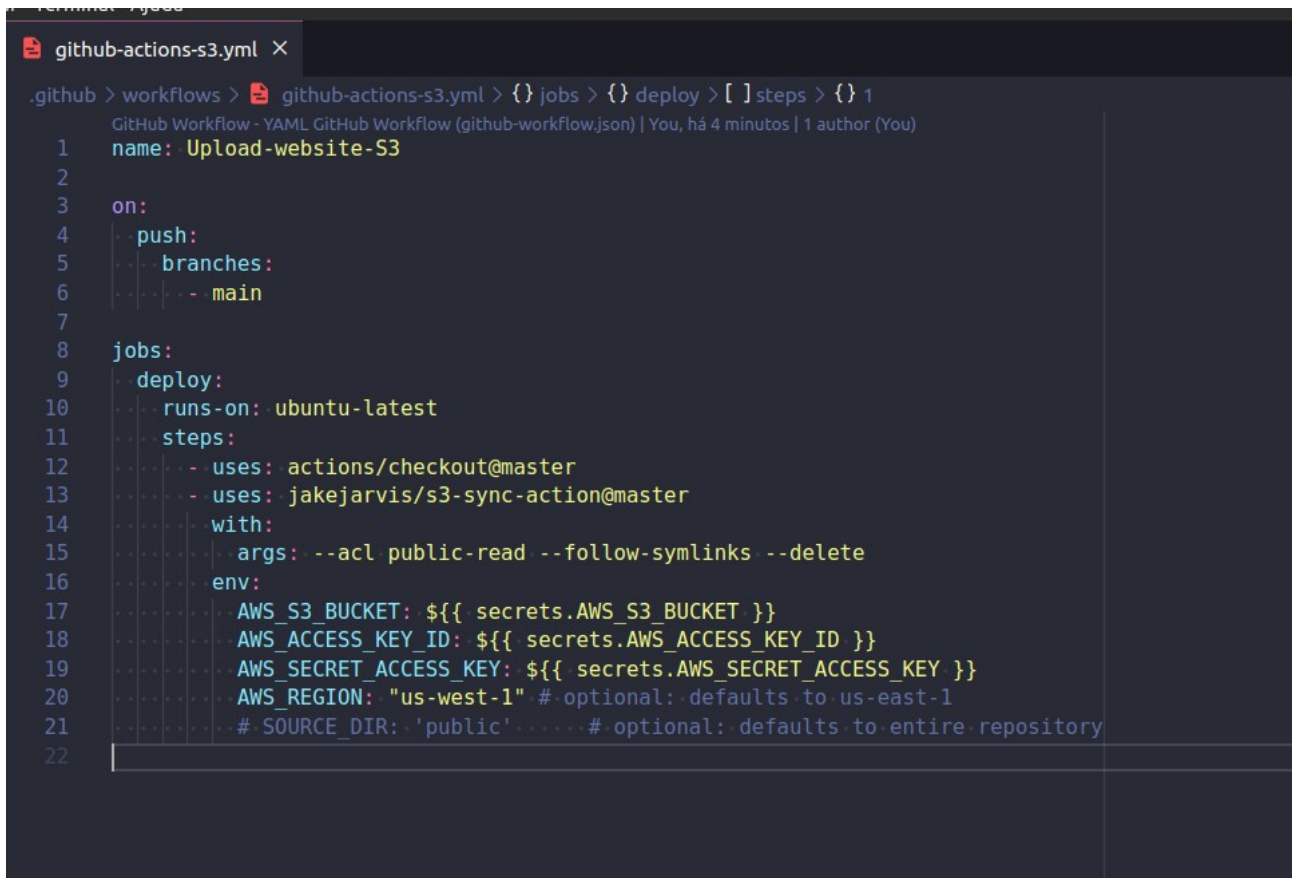 Terminal Ajuda
github-actions-s3.yml ×
.github > workflows > github-actions-s3.yml > {} jobs > {} deploy > [ ] steps > {} 1
GitHub Workflow - YAML GitHub Workflow (github-workflow.json) | You, há 4 minutos | 1 author (You)
1 name: Upload-website-S3
2
3 on:
4   push:
5     branches:
6       - main
7
8 jobs:
9   deploy:
10     runs-on: ubuntu-latest
11     steps:
12       - uses: actions/checkout@master
13       - uses: jakejarvis/s3-sync-action@master
14         with:
15           args: --acl public-read --follow-symlinks --delete
16         env:
17           AWS_S3_BUCKET: ${{ secrets.AWS_S3_BUCKET }}
18           AWS_ACCESS_KEY_ID: ${{ secrets.AWS_ACCESS_KEY_ID }}
19           AWS_SECRET_ACCESS_KEY: ${{ secrets.AWS_SECRET_ACCESS_KEY }}
20           AWS_REGION: "us-west-1" # optional: defaults to us-east-1
21           # SOURCE_DIR: 'public'      # optional: defaults to entire repository
22